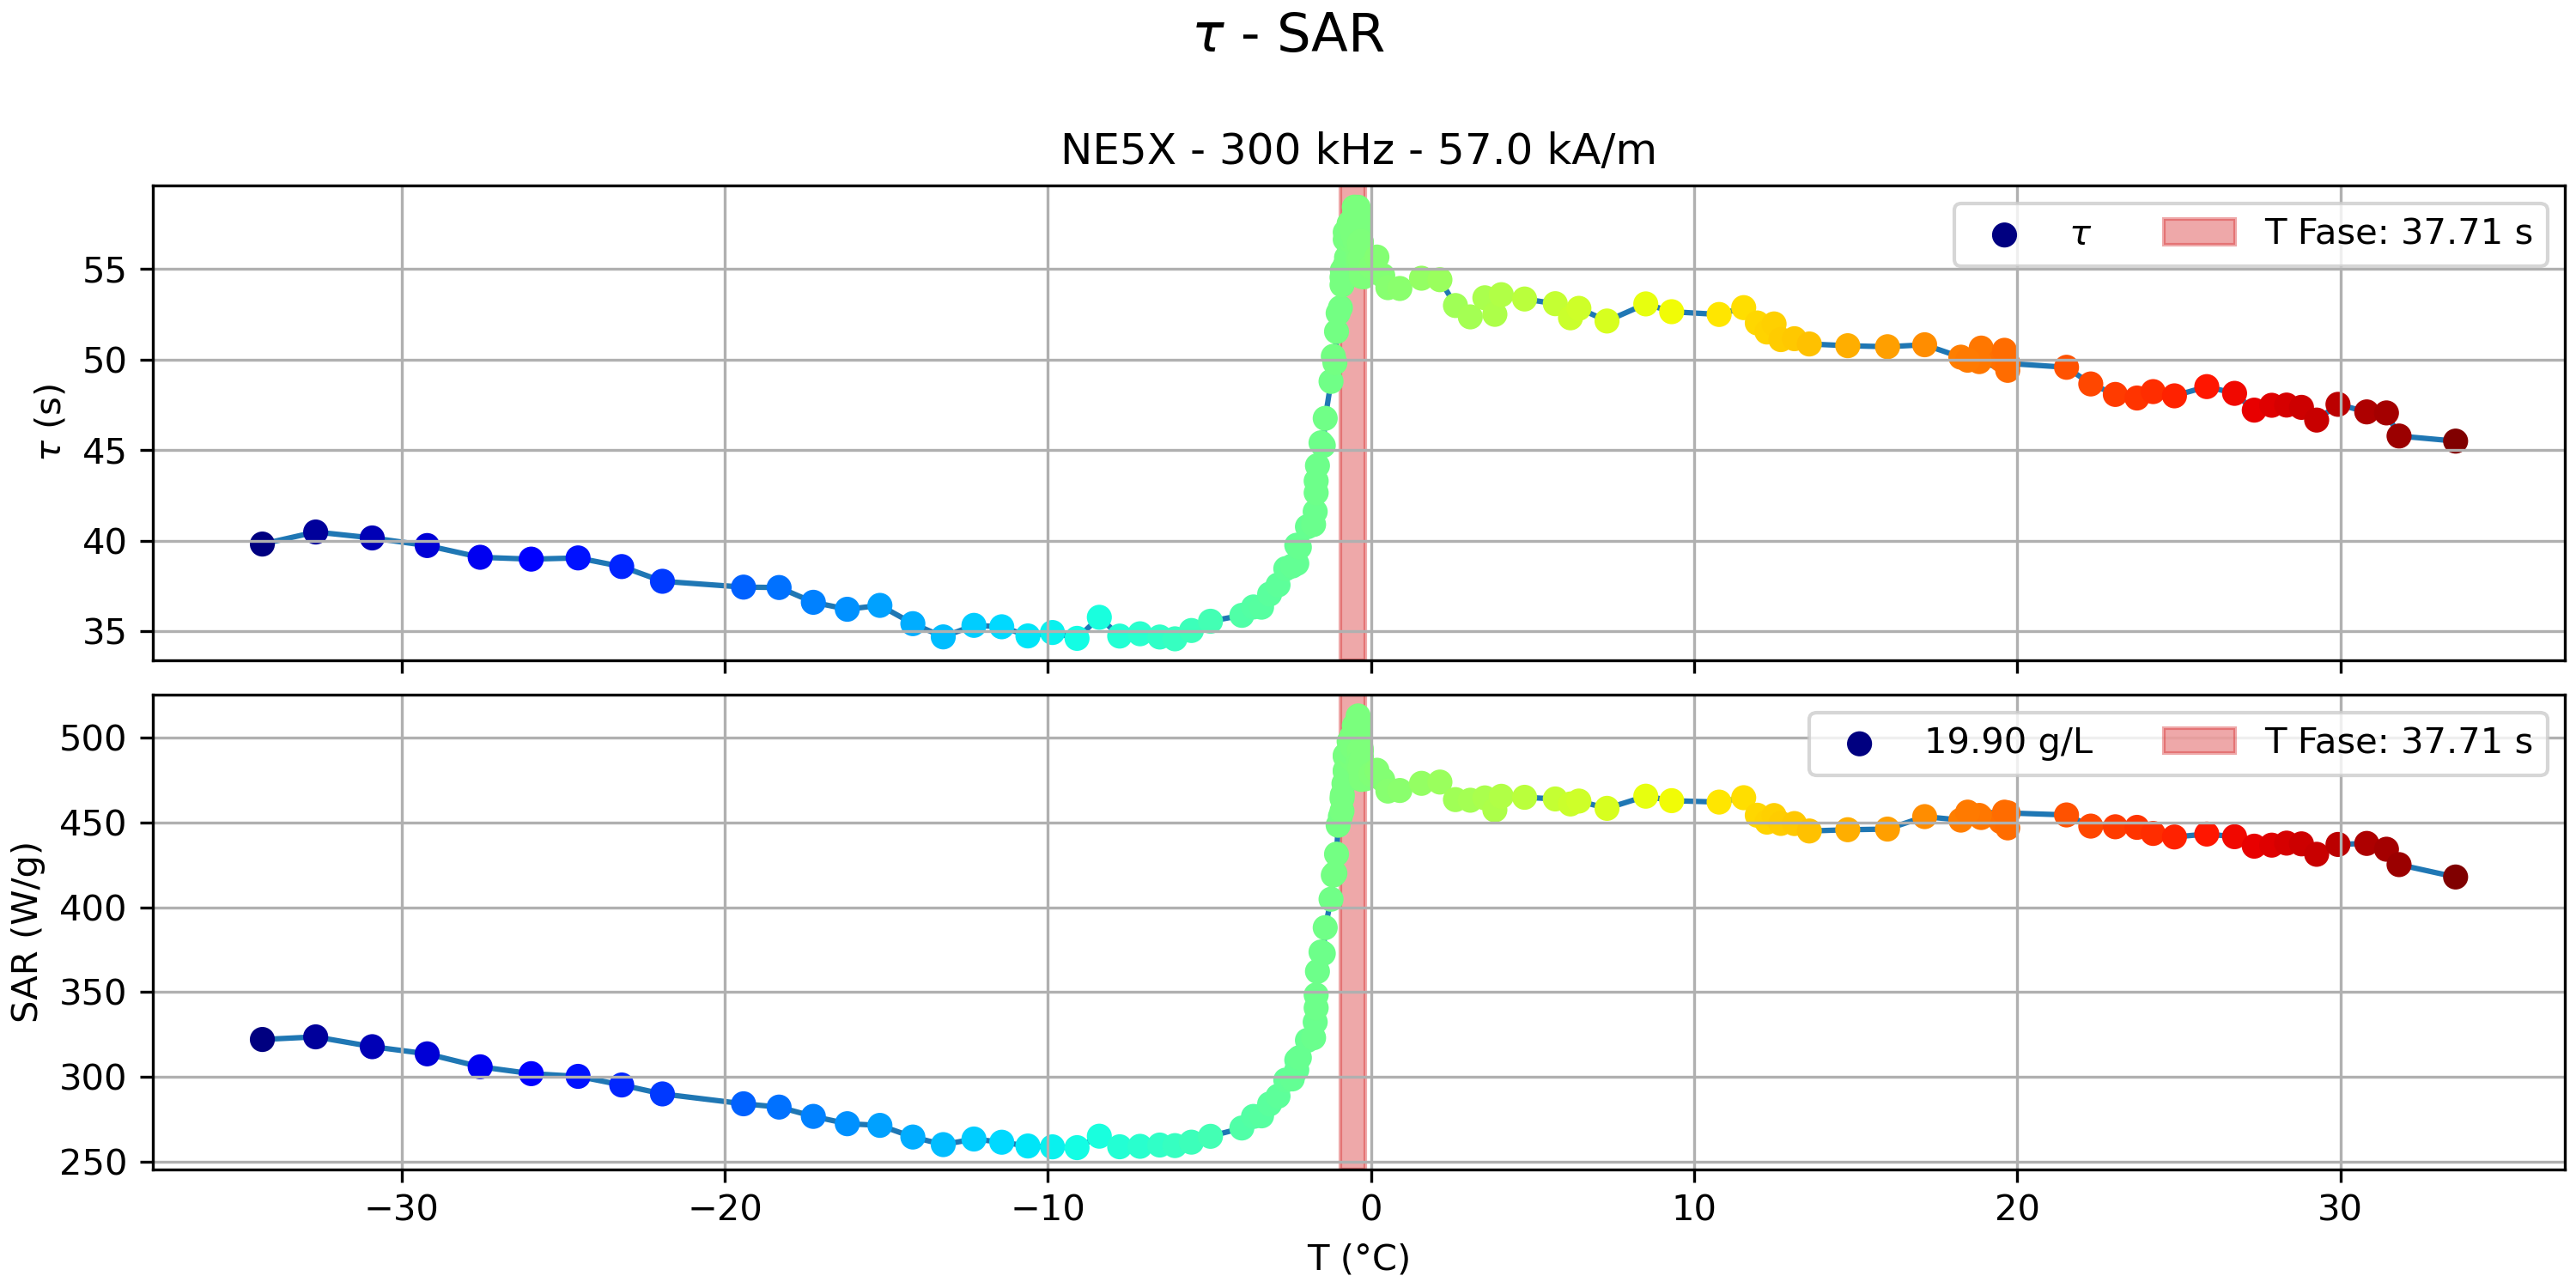 τ - SAR
NE5X - 300 kHz - 57.0 kA/m
τ T Fase: 37.71 s
55
50
45
40
35
τ (s)
19.90 g/L T Fase: 37.71 s
500
450
400
350
300
250
SAR (W/g)
−30 −20 −10 0 10 20 30
T (°C)